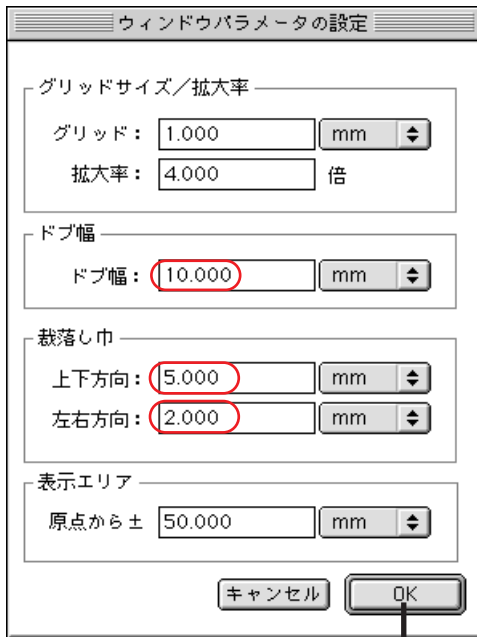 ウィンドウパラメータの設定
グリッドサイズ／拡大率
グリッド： 1.000 mm
拡大率： 4.000 倍
ドブ幅
ドブ幅： 10.000 mm
裁落し巾
上下方向： 5.000 mm
左右方向： 2.000 mm
表示エリア
原点から± 50.000 mm
キャンセル OK